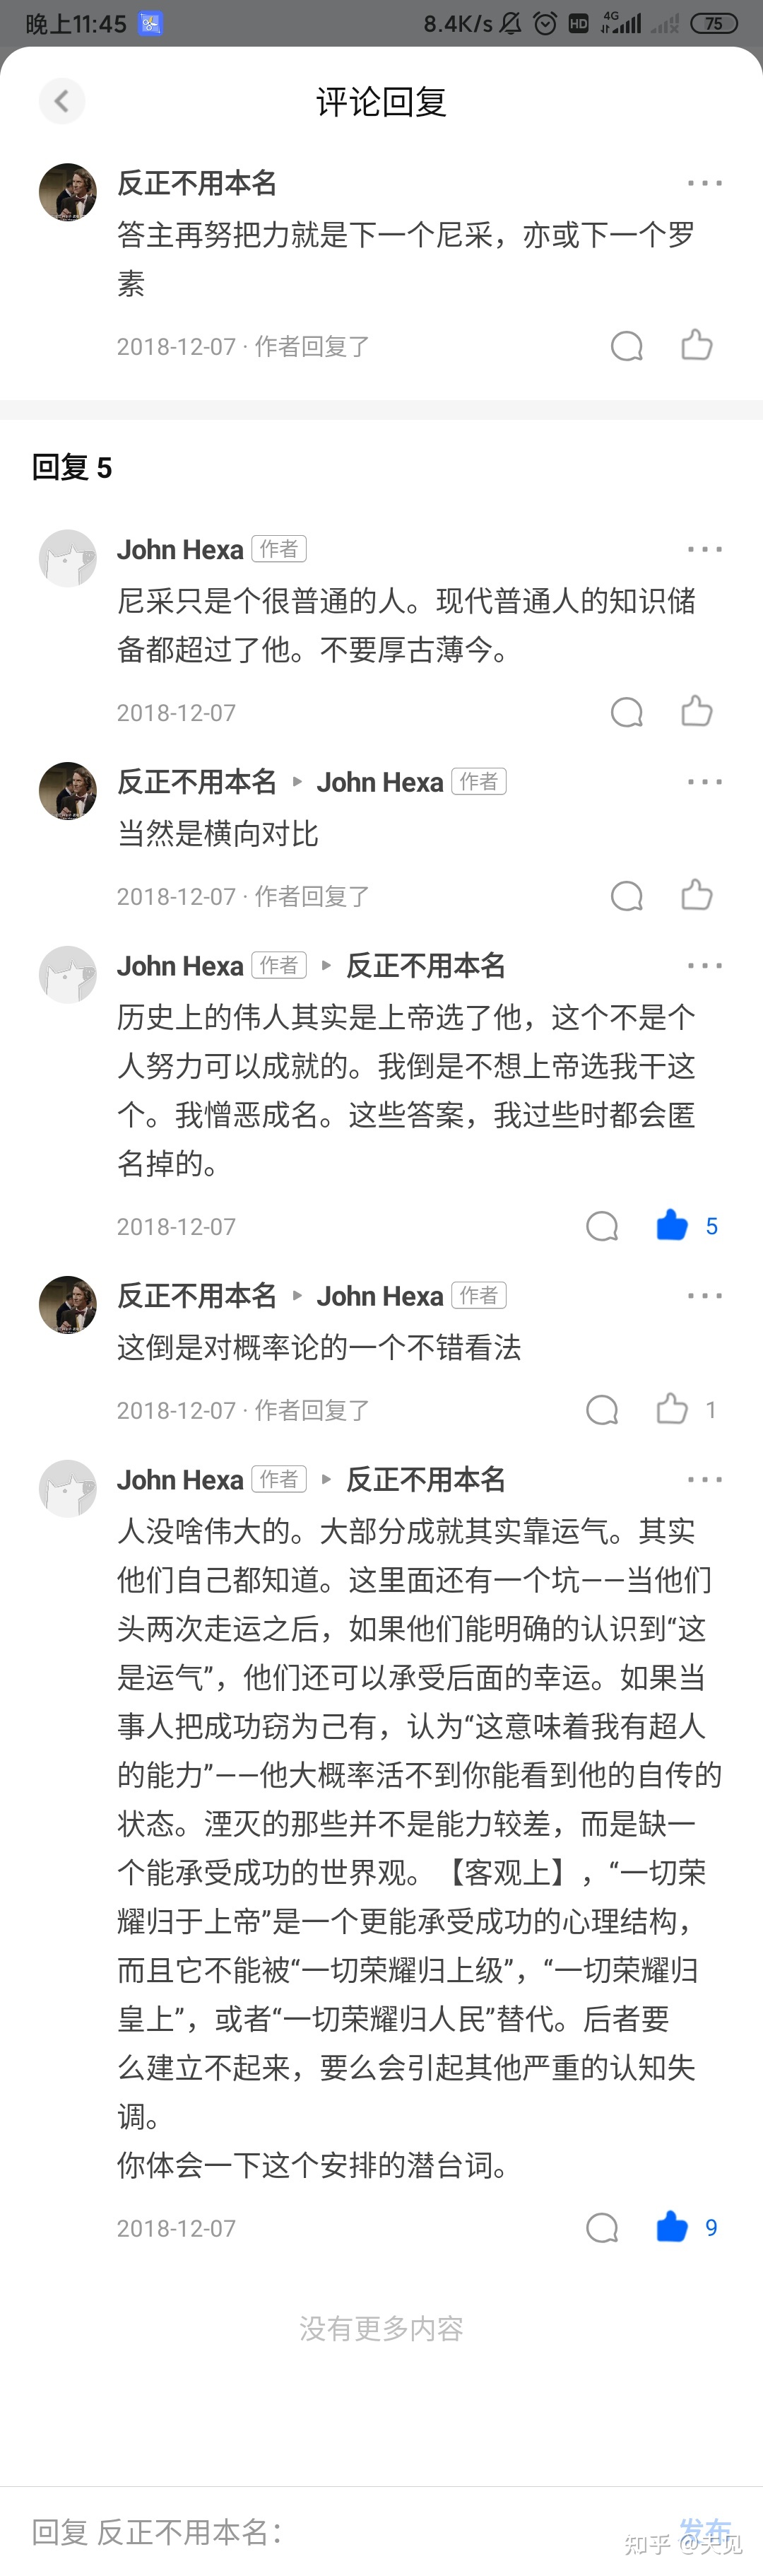 晚上11:45
8.4K/s HD 4G 75
评论回复
反正不用本名
答主再努把力就是下一个尼采，亦或下一个罗
素
2018-12-07 · 作者回复了
回复 5
John Hexa 作者
尼采只是个很普通的人。现代普通人的知识储
备都超过了他。不要厚古薄今。
2018-12-07
反正不用本名 ▸ John Hexa 作者
当然是横向对比
2018-12-07 · 作者回复了
John Hexa 作者 ▸ 反正不用本名
历史上的伟人其实是上帝选了他，这个不是个
人努力可以成就的。我倒是不想上帝选我干这
个。我憎恶成名。这些答案，我过些时都会匿
名掉的。
2018-12-07 5
反正不用本名 ▸ John Hexa 作者
这倒是对概率论的一个不错看法
2018-12-07 · 作者回复了 1
John Hexa 作者 ▸ 反正不用本名
人没啥伟大的。大部分成就其实靠运气。其实
他们自己都知道。这里面还有一个坑——当他们
头两次走运之后，如果他们能明确的认识到“这
是运气”，他们还可以承受后面的幸运。如果当
事人把成功窃为己有，认为“这意味着我有超人
的能力”——他大概率活不到你能看到他的自传的
状态。湮灭的那些并不是能力较差，而是缺一
个能承受成功的世界观。【客观上】，“一切荣
耀归于上帝”是一个更能承受成功的心理结构，
而且它不能被“一切荣耀归上级”，“一切荣耀归
皇上”，或者“一切荣耀归人民”替代。后者要
么建立不起来，要么会引起其他严重的认知失
调。
你体会一下这个安排的潜台词。
2018-12-07 9
没有更多内容
回复 反正不用本名：
发布
知乎 @天见